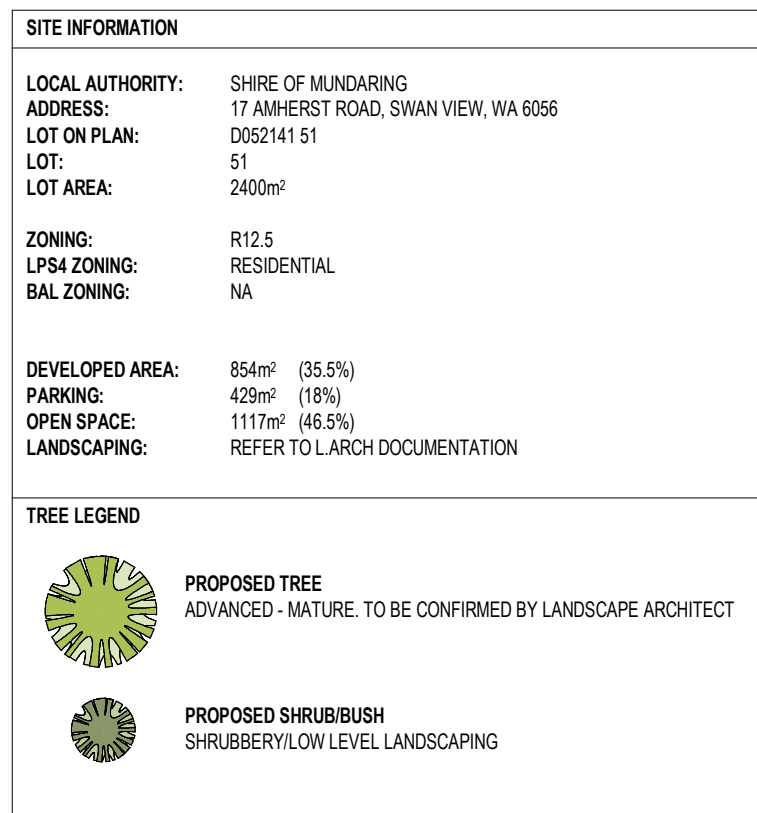 SITE INFORMATION
LOCAL AUTHORITY: SHIRE OF MUNDARING
ADDRESS: 17 AMHERST ROAD, SWAN VIEW, WA 6056
LOT ON PLAN: D052141 51
LOT: 51
LOT AREA: 2400m²
ZONING: R12.5
LPS4 ZONING: RESIDENTIAL
BAL ZONING: NA
DEVELOPED AREA: 854m² (35.5%)
PARKING: 429m² (18%)
OPEN SPACE: 1117m² (46.5%)
LANDSCAPING: REFER TO L.ARCH DOCUMENTATION
TREE LEGEND
PROPOSED TREE
ADVANCED - MATURE. TO BE CONFIRMED BY LANDSCAPE ARCHITECT
PROPOSED SHRUB/BUSH
SHRUBBERY/LOW LEVEL LANDSCAPING